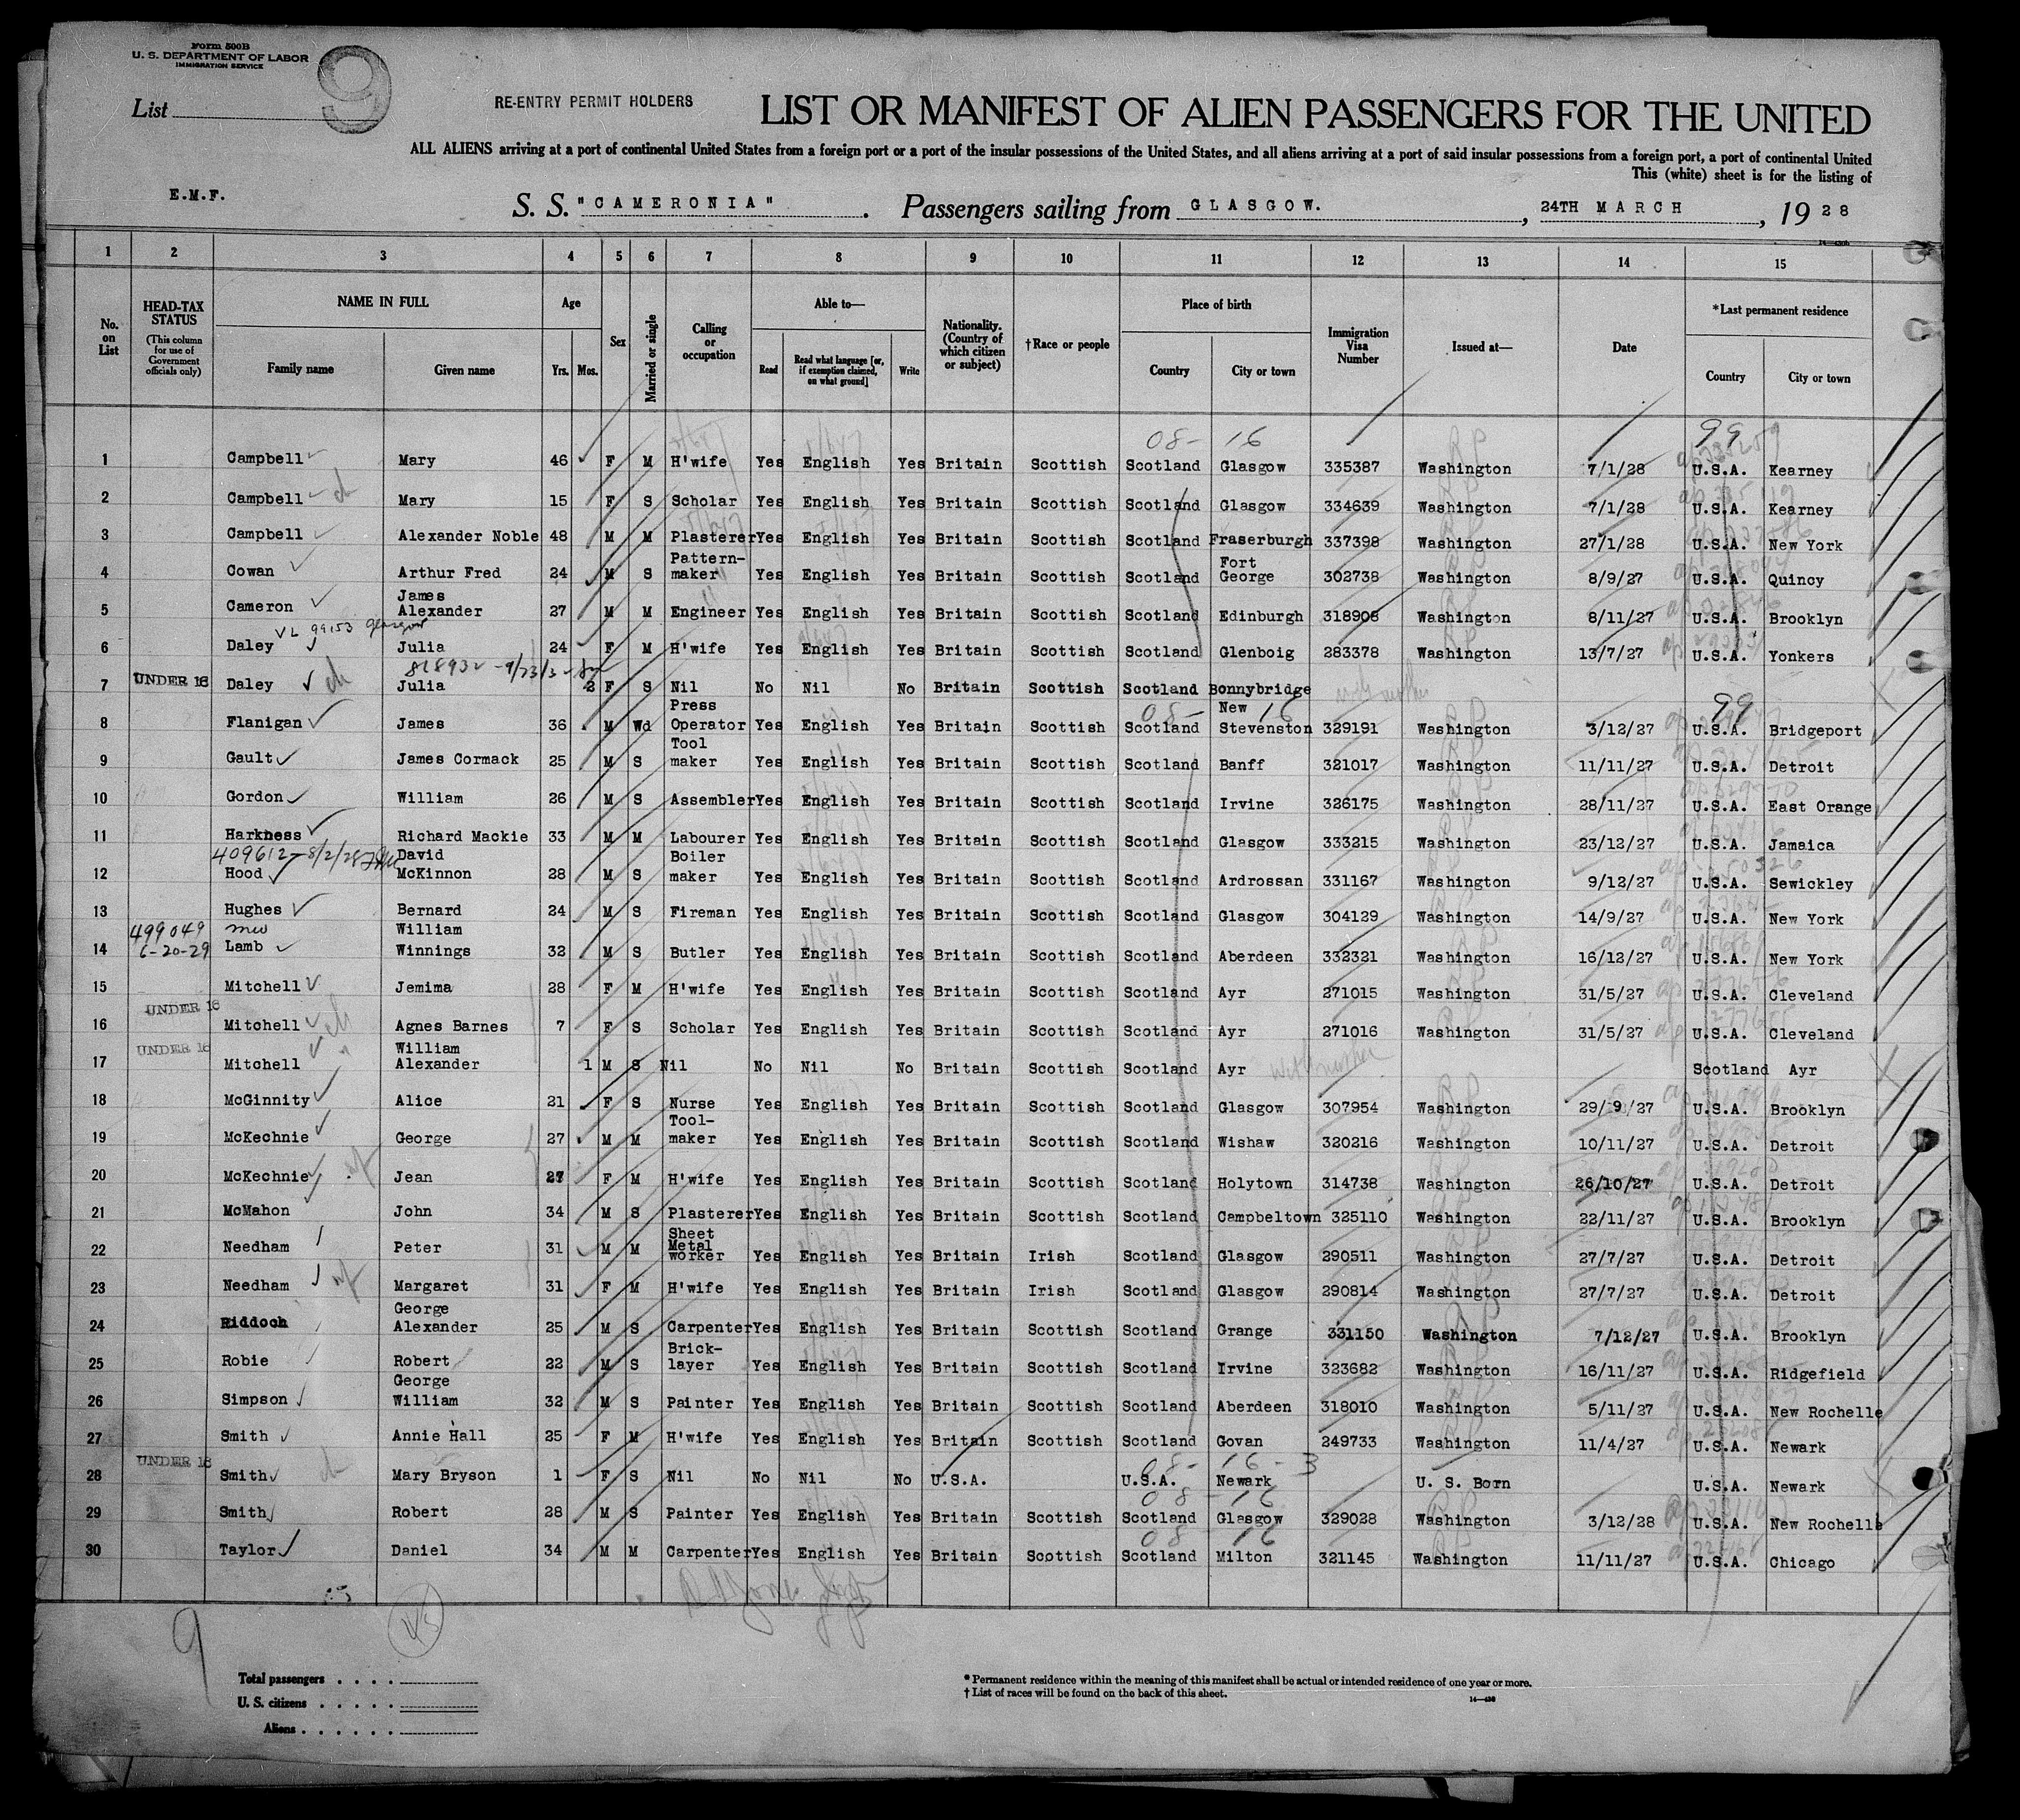 Form 500B
U. S. DEPARTMENT OF LABOR
IMMIGRATION SERVICE
9
List
RE-ENTRY PERMIT HOLDERS
LIST OR MANIFEST OF ALIEN PASSENGERS FOR THE UNITED
ALL ALIENS arriving at a port of continental United States from a foreign port or a port of the insular possessions of the United States, and all aliens arriving at a port of said insular possessions from a foreign port, a port of continental United
This (white) sheet is for the listing of
E.M.F.
S. S. "CAMERONIA". Passengers sailing from GLASGOW., 24TH MARCH, 1928
1 2 3 4 5 6 7 8 9 10 11 12 13 14 15
No. on List
HEAD-TAX STATUS (This column for use of Government officials only)
NAME IN FULL Family name Given name
Age Yrs. Mos.
Sex
Married or single
Calling or occupation
Able to— Read Read what language [or, if exemption claimed, on what ground] Write
Nationality. (Country of which citizen or subject)
†Race or people
Place of birth Country City or town
Immigration Visa Number
Issued at—
Date
*Last permanent residence Country City or town
08- 16 99
1 Campbell Mary 46 F M H'wife Yes English Yes Britain Scottish Scotland Glasgow 335387 Washington 7/1/28 U.S.A. Kearney
2 Campbell Mary 15 F S Scholar Yes English Yes Britain Scottish Scotland Glasgow 334639 Washington 7/1/28 U.S.A. Kearney
3 Campbell Alexander Noble 48 M M Plasterer Yes English Yes Britain Scottish Scotland Fraserburgh 337398 Washington 27/1/28 U.S.A. New York
4 Cowan Arthur Fred 24 M S Pattern-maker Yes English Yes Britain Scottish Scotland Fort George 302738 Washington 8/9/27 U.S.A. Quincy
5 Cameron James Alexander 27 M M Engineer Yes English Yes Britain Scottish Scotland Edinburgh 318908 Washington 8/11/27 U.S.A. Brooklyn
VL 99153 Glasgow
6 Daley Julia 24 F M H'wife Yes English Yes Britain Scottish Scotland Glenboig 283378 Washington 13/7/27 U.S.A. Yonkers
7 UNDER 16 Daley Julia 2 F S Nil No Nil No Britain Scottish Scotland Bonnybridge
08- 16 99
8 Flanigan James 36 M Wd Press Operator Yes English Yes Britain Scottish Scotland New Stevenston 329191 Washington 3/12/27 U.S.A. Bridgeport
9 Gault James Cormack 25 M S Tool maker Yes English Yes Britain Scottish Scotland Banff 321017 Washington 11/11/27 U.S.A. Detroit
10 Gordon William 26 M S Assembler Yes English Yes Britain Scottish Scotland Irvine 326175 Washington 28/11/27 U.S.A. East Orange
11 Harkness Richard Mackie 33 M M Labourer Yes English Yes Britain Scottish Scotland Glasgow 333215 Washington 23/12/27 U.S.A. Jamaica
409612-8/2/28
12 Hood David McKinnon 28 M S Boiler maker Yes English Yes Britain Scottish Scotland Ardrossan 331167 Washington 9/12/27 U.S.A. Sewickley
13 Hughes Bernard 24 M S Fireman Yes English Yes Britain Scottish Scotland Glasgow 304129 Washington 14/9/27 U.S.A. New York
14 499049 6-20-29 Lamb William Winnings 32 M S Butler Yes English Yes Britain Scottish Scotland Aberdeen 332321 Washington 16/12/27 U.S.A. New York
15 Mitchell Jemima 28 F M H'wife Yes English Yes Britain Scottish Scotland Ayr 271015 Washington 31/5/27 U.S.A. Cleveland
16 UNDER 16 Mitchell Agnes Barnes 7 F S Scholar Yes English Yes Britain Scottish Scotland Ayr 271016 Washington 31/5/27 U.S.A. Cleveland
17 UNDER 16 Mitchell William Alexander 1 M S Nil No Nil No Britain Scottish Scotland Ayr with mother Scotland Ayr
18 McGinnity Alice 21 F S Nurse Yes English Yes Britain Scottish Scotland Glasgow 307954 Washington 29/9/27 U.S.A. Brooklyn
19 McKechnie George 27 M M Tool-maker Yes English Yes Britain Scottish Scotland Wishaw 320216 Washington 10/11/27 U.S.A. Detroit
20 McKechnie Jean 27 F M H'wife Yes English Yes Britain Scottish Scotland Holytown 314738 Washington 26/10/27 U.S.A. Detroit
21 McMahon John 34 M S Plasterer Yes English Yes Britain Scottish Scotland Campbeltown 325110 Washington 22/11/27 U.S.A. Brooklyn
22 Needham Peter 31 M M Sheet Metal worker Yes English Yes Britain Irish Scotland Glasgow 290511 Washington 27/7/27 U.S.A. Detroit
23 Needham Margaret 31 F M H'wife Yes English Yes Britain Irish Scotland Glasgow 290814 Washington 27/7/27 U.S.A. Detroit
24 Riddoch George Alexander 25 M S Carpenter Yes English Yes Britain Scottish Scotland Grange 331150 Washington 7/12/27 U.S.A. Brooklyn
25 Robie Robert 22 M S Brick-layer Yes English Yes Britain Scottish Scotland Irvine 323682 Washington 16/11/27 U.S.A. Ridgefield
26 Simpson George William 32 M S Painter Yes English Yes Britain Scottish Scotland Aberdeen 318010 Washington 5/11/27 U.S.A. New Rochelle
27 Smith Annie Hall 25 F M H'wife Yes English Yes Britain Scottish Scotland Govan 249733 Washington 11/4/27 U.S.A. Newark
08- 16-3
28 UNDER 16 Smith Mary Bryson 1 F S Nil No Nil No U.S.A. U.S.A. Newark U. S. Born U.S.A. Newark
08 16
29 Smith Robert 28 M S Painter Yes English Yes Britain Scottish Scotland Glasgow 329028 Washington 3/12/28 U.S.A. New Rochelle
08 16
30 Taylor Daniel 34 M M Carpenter Yes English Yes Britain Scottish Scotland Milton 321145 Washington 11/11/27 U.S.A. Chicago
9
Total passengers
U. S. citizens
Aliens
* Permanent residence within the meaning of this manifest shall be actual or intended residence of one year or more.
† List of races will be found on the back of this sheet.